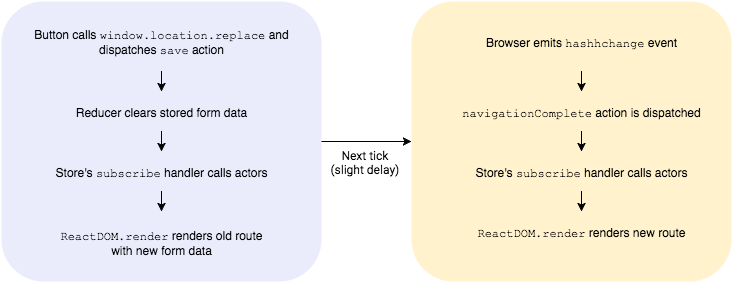 Button calls window.location.replace and
dispatches save action
Reducer clears stored form data
Store's subscribe handler calls actors
ReactDOM.render renders old route
with new form data
Next tick
(slight delay)
Browser emits hashhchange event
navigationComplete action is dispatched
Store's subscribe handler calls actors
ReactDOM.render renders new route